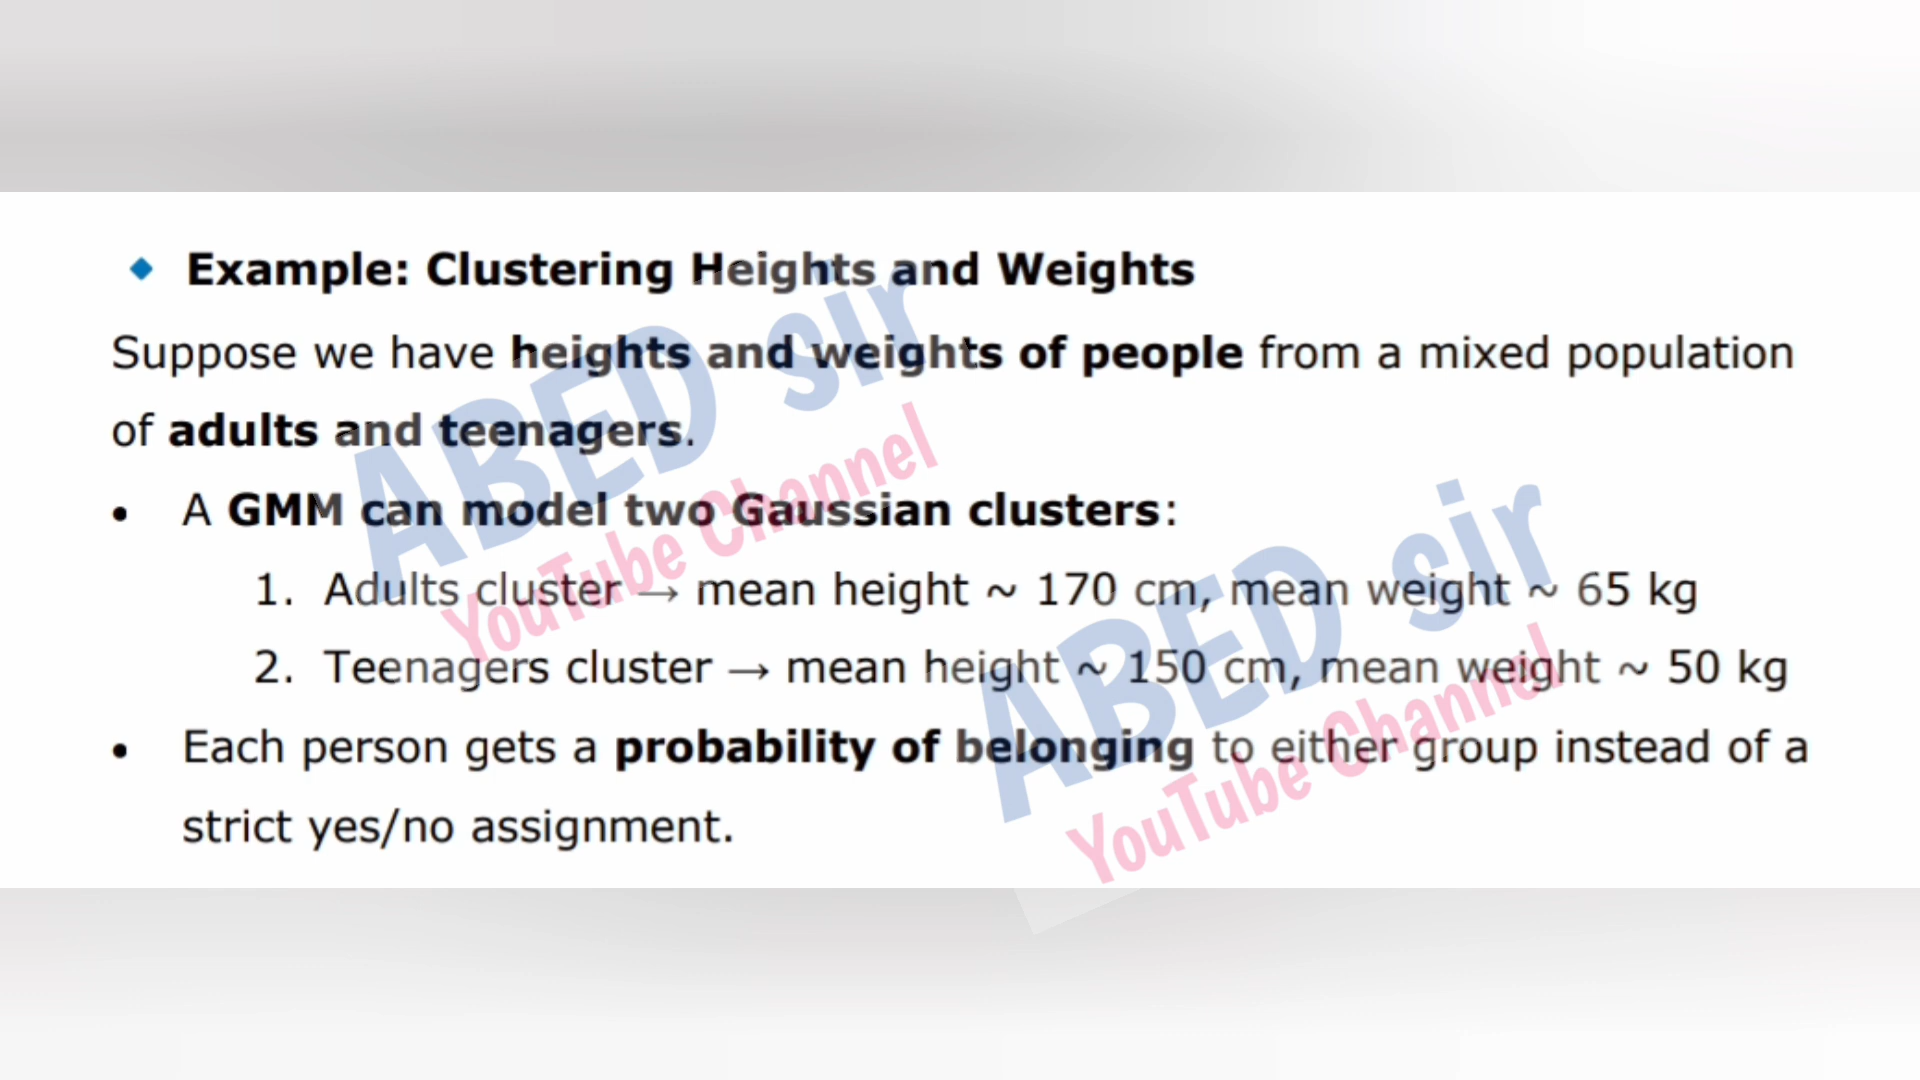 Example: Clustering Heights and Weights
Suppose we have heights and weights of people from a mixed population
of adults and teenagers.
• A GMM can model two Gaussian clusters:
1. Adults cluster → mean height ~ 170 cm, mean weight ~ 65 kg
2. Teenagers cluster → mean height ~ 150 cm, mean weight ~ 50 kg
• Each person gets a probability of belonging to either group instead of a
strict yes/no assignment.
ABED sir
YouTube Channel
ABED sir
YouTube Channel